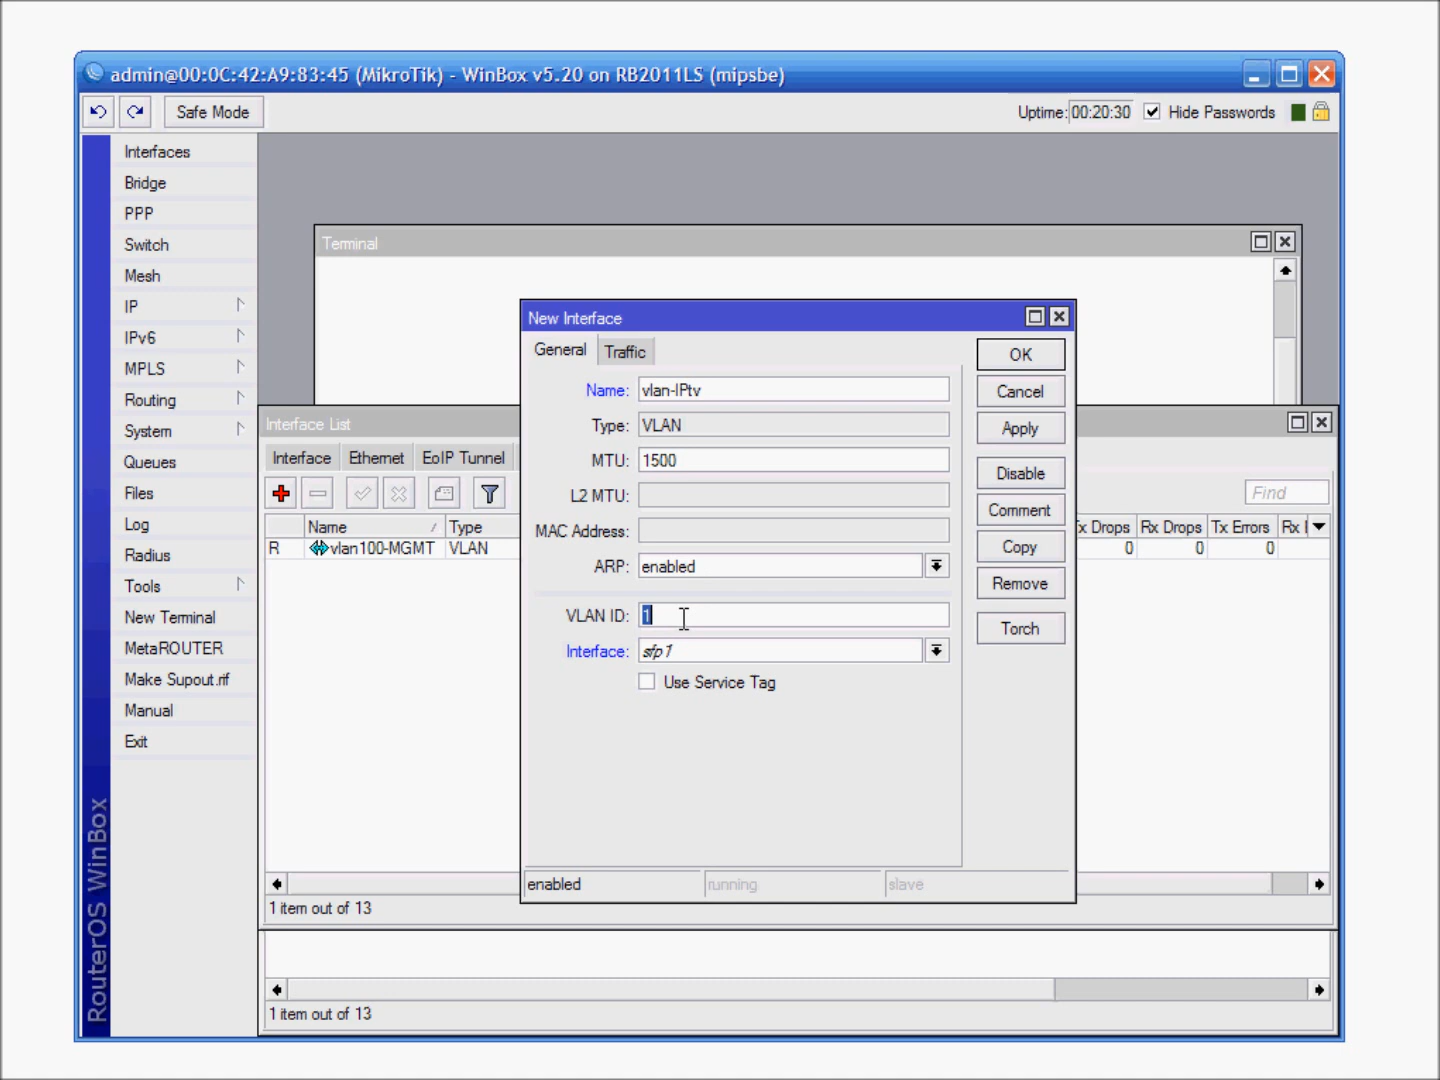 admin@00:0C:42:A9:83:45 (MikroTik) - WinBox v5.20 on RB2011LS (mipsbe)
Safe Mode
Uptime: 00:20:30 Hide Passwords
Interfaces
Bridge
PPP
Switch
Mesh
IP
IPv6
MPLS
Routing
System
Queues
Files
Log
Radius
Tools
New Terminal
MetaROUTER
Make Supout.rif
Manual
Exit
RouterOS WinBox
Terminal
Interface List
Interface Ethernet EoIP Tunnel
Find
Name / Type
Tx Drops Rx Drops Tx Errors Rx
R vlan100-MGMT VLAN
0 0 0
1 item out of 13
1 item out of 13
New Interface
General Traffic
Name: vlan-IPtv
Type: VLAN
MTU: 1500
L2 MTU:
MAC Address:
ARP: enabled
VLAN ID: 1
Interface: sfp1
Use Service Tag
OK
Cancel
Apply
Disable
Comment
Copy
Remove
Torch
enabled running slave